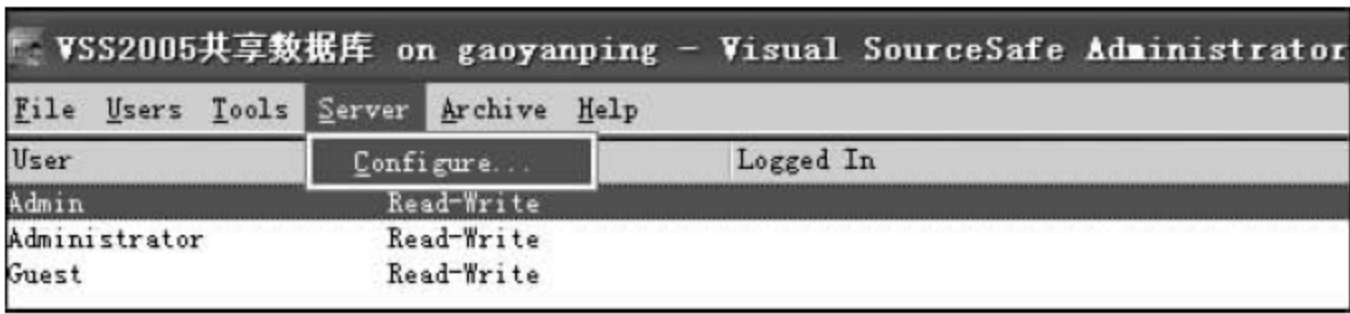 VSS2005共享数据库 on gaoyanping - Visual SourceSafe Administrator
File Users Tools Server Archive Help
User Configure... Logged In
Admin Read-Write
Administrator Read-Write
Guest Read-Write